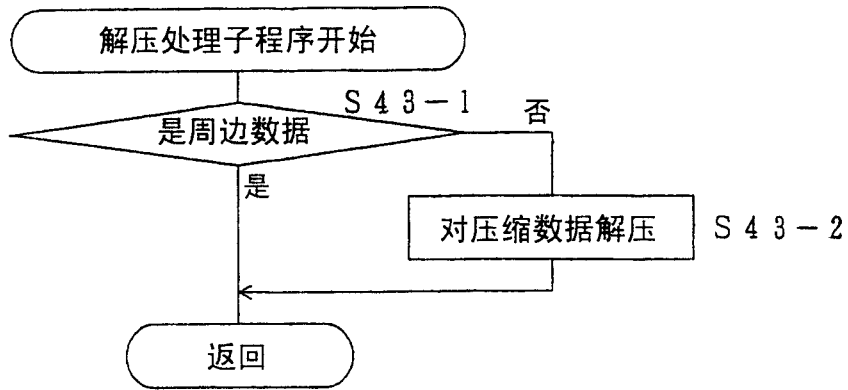 解压处理子程序开始
S43-1
否
是周边数据
是
对压缩数据解压
S43-2
返回